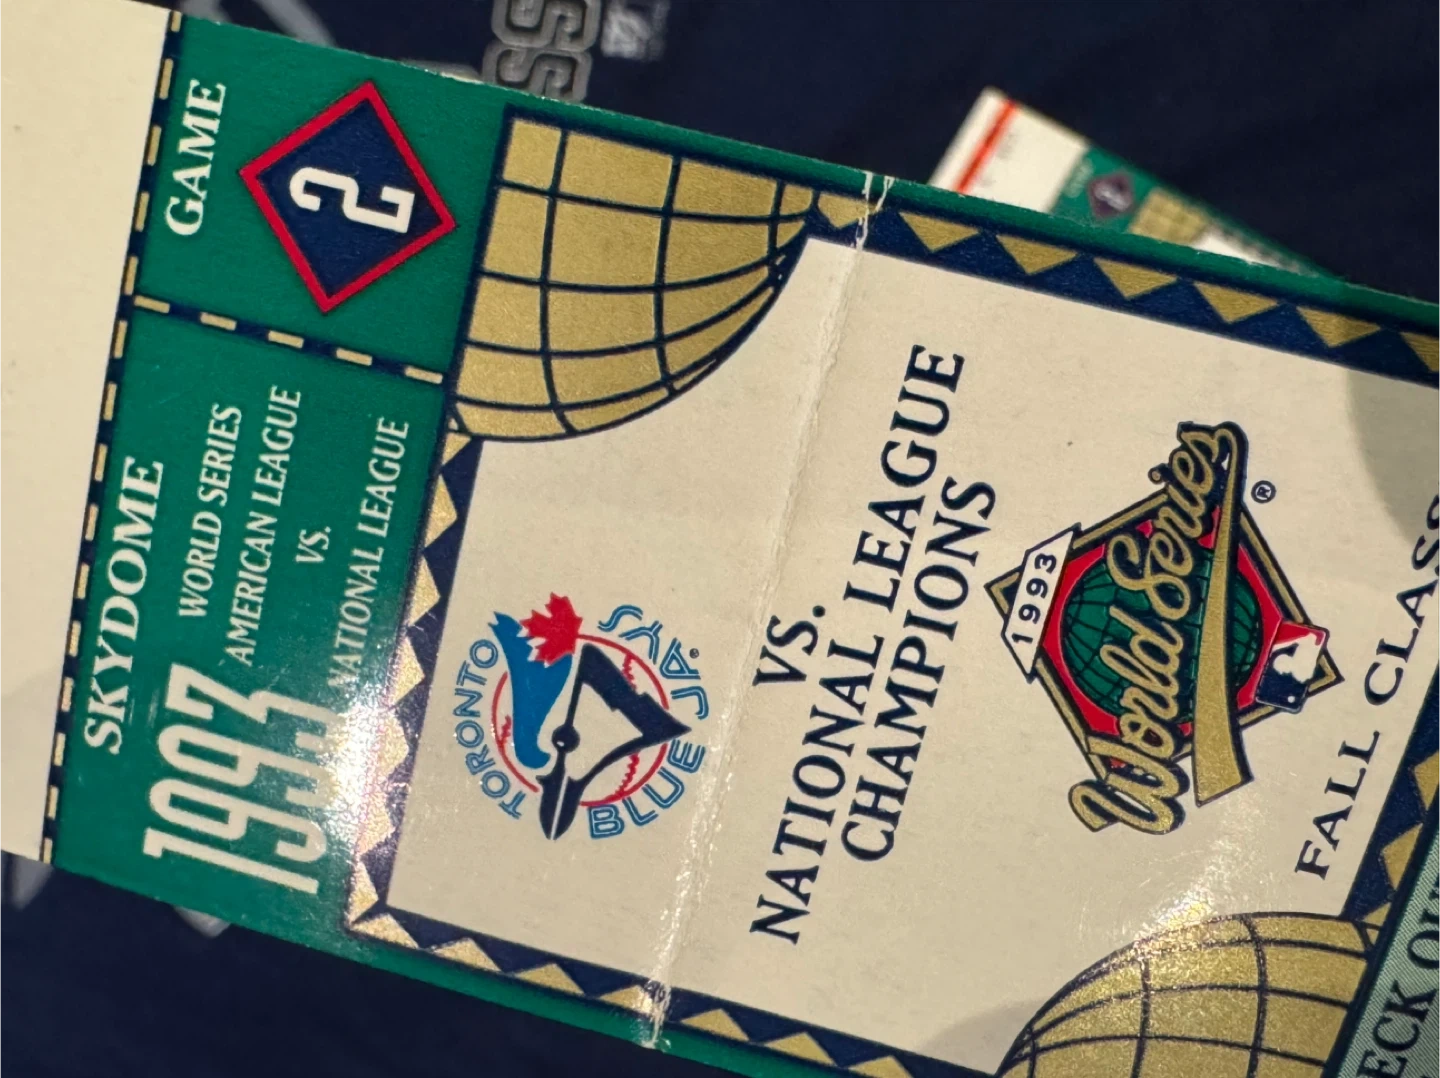 GAME
2
SKYDOME
1993
WORLD SERIES
AMERICAN LEAGUE
VS.
NATIONAL LEAGUE
TORONTO
BLUE JAYS
VS.
NATIONAL LEAGUE
CHAMPIONS
1993
World Series
®
FALL